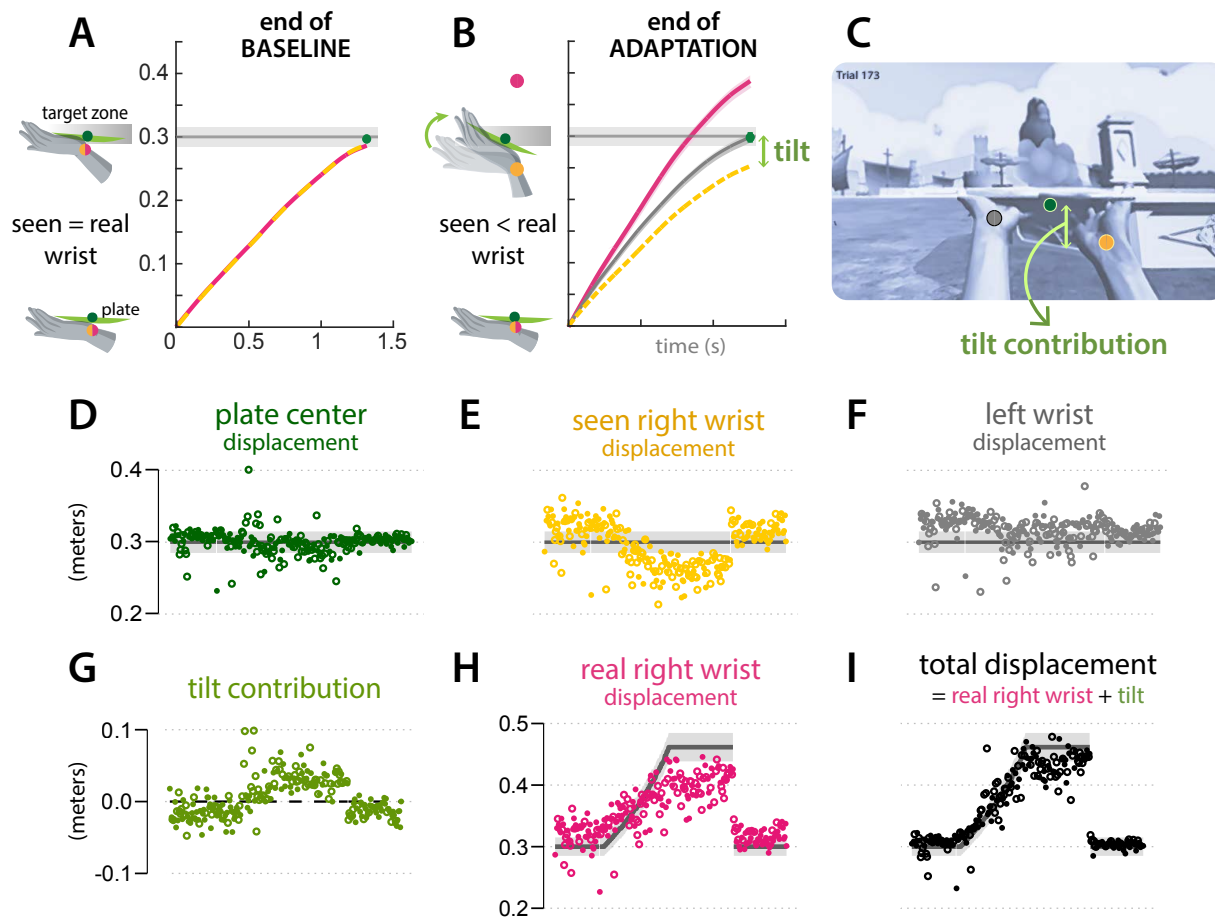 A
end of
BASELINE
0.4
0.3
0.2
0.1
0
0.5
1
1.5
target zone
seen = real
wrist
plate
B
end of
ADAPTATION
seen < real
wrist
tilt
time (s)
C
Trial 173
tilt contribution
D
plate center
displacement
0.4
0.3
0.2
(meters)
E
seen right wrist
displacement
F
left wrist
displacement
G
tilt contribution
0.1
0.0
-0.1
(meters)
H
real right wrist
displacement
0.5
0.4
0.3
0.2
I
total displacement
= real right wrist + tilt